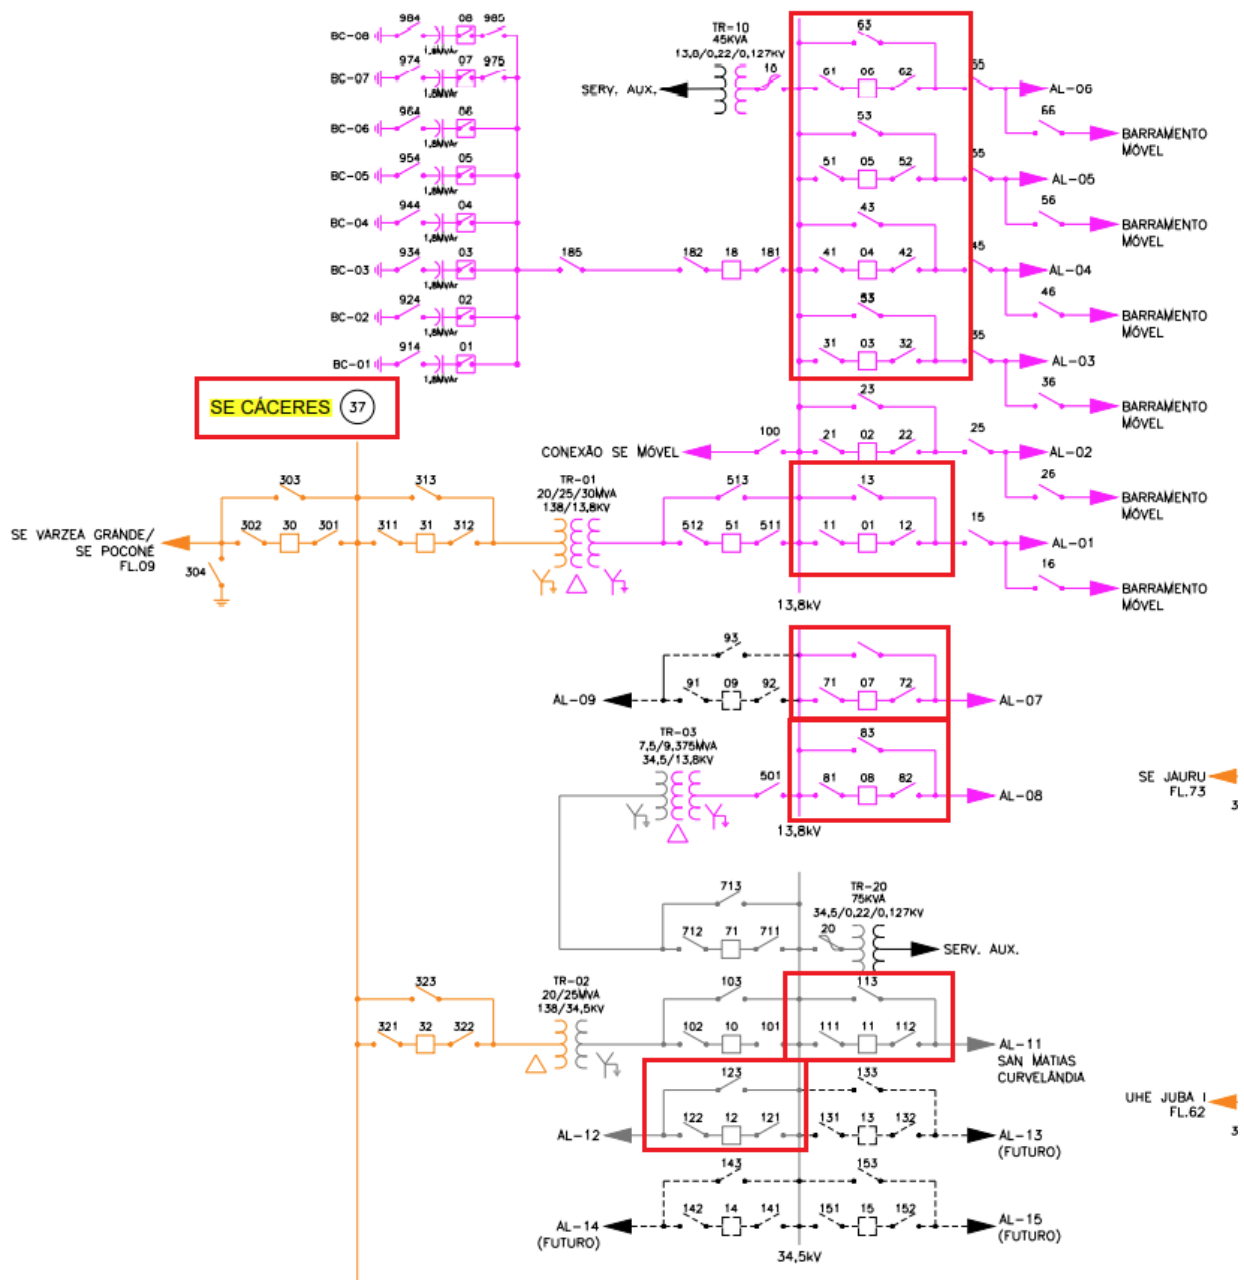 984 08 985
BC-08
1,8MVAr
974 07 975
BC-07
1,8MVAr
964 06
BC-06
1,8MVAr
954 05
BC-05
1,8MVAr
944 04
BC-04
1,8MVAr
934 03
BC-03
1,8MVAr
924 02
BC-02
1,8MVAr
914 01
BC-01
1,8MVAr
185 182 18 181
TR-10
45KVA
13,8/0,22/0,127KV
SERV. AUX.
63
61 06 62
65
AL-06
66
BARRAMENTO
MÓVEL
53
51 05 52
55
AL-05
56
BARRAMENTO
MÓVEL
43
41 04 42
45
AL-04
46
BARRAMENTO
MÓVEL
31 03 32
35
AL-03
36
BARRAMENTO
MÓVEL
SE CÁCERES 37
23
CONEXÃO SE MÓVEL
100
21 02 22
25
AL-02
26
BARRAMENTO
MÓVEL
303 313
SE VARZEA GRANDE/
SE POCONÉ
FL.09
302 30 301 311 31 312
304
TR-01
20/25/30MVA
138/13,8KV
513
512 51 511
13
11 01 12
15
AL-01
16
BARRAMENTO
MÓVEL
13,8kV
93
AL-09
91 09 92
71 07 72
AL-07
TR-03
7,5/9,375MVA
34,5/13,8KV
501
83
81 08 82
AL-08
13,8kV
SE JAURU
FL.73
3
713
712 71 711
TR-20
75KVA
34,5/0,22/0,127KV
20
SERV. AUX.
323
321 32 322
TR-02
20/25MVA
138/34,5KV
103
102 10 101
113
111 11 112
AL-11
SAN MATIAS
CURVELÂNDIA
123
AL-12
122 12 121
133
131 13 132
AL-13
(FUTURO)
UHE JUBA I
FL.62
3
143
AL-14
(FUTURO)
142 14 141
153
151 15 152
AL-15
(FUTURO)
34,5kV